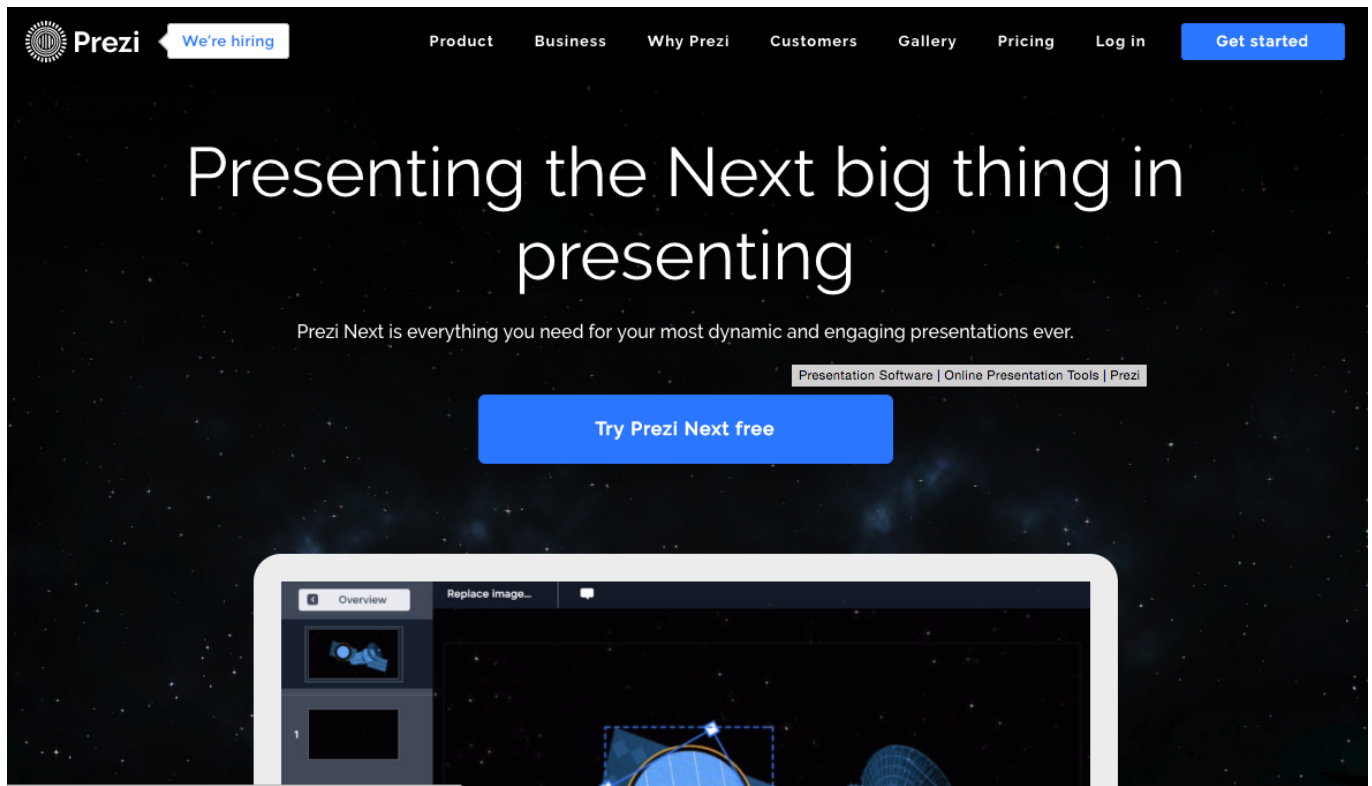 Prezi
We're hiring
Product
Business
Why Prezi
Customers
Gallery
Pricing
Log in
Get started
Presenting the Next big thing in
presenting
Prezi Next is everything you need for your most dynamic and engaging presentations ever.
Presentation Software | Online Presentation Tools | Prezi
Try Prezi Next free
Overview
Replace image...
1